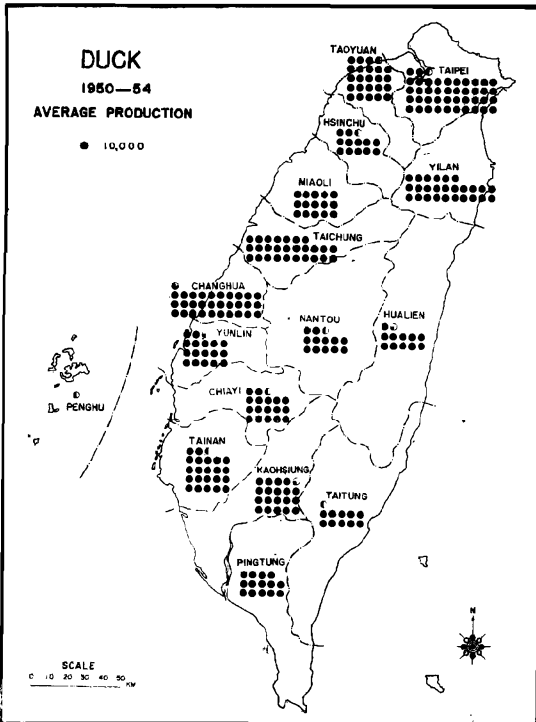 DUCK
1950—54
AVERAGE PRODUCTION
10,000
TAOYUAN
TAIPEI
HSINCHU
YILAN
MIAOLI
TAICHUNG
CHANGHUA
YUNLIN
NANTOU
HUALIEN
PENGHU
CHIAYI
TAINAN
KAOHSIUNG
TAITUNG
PINGTUNG
N
SCALE
0 10 20 30 40 50
KM